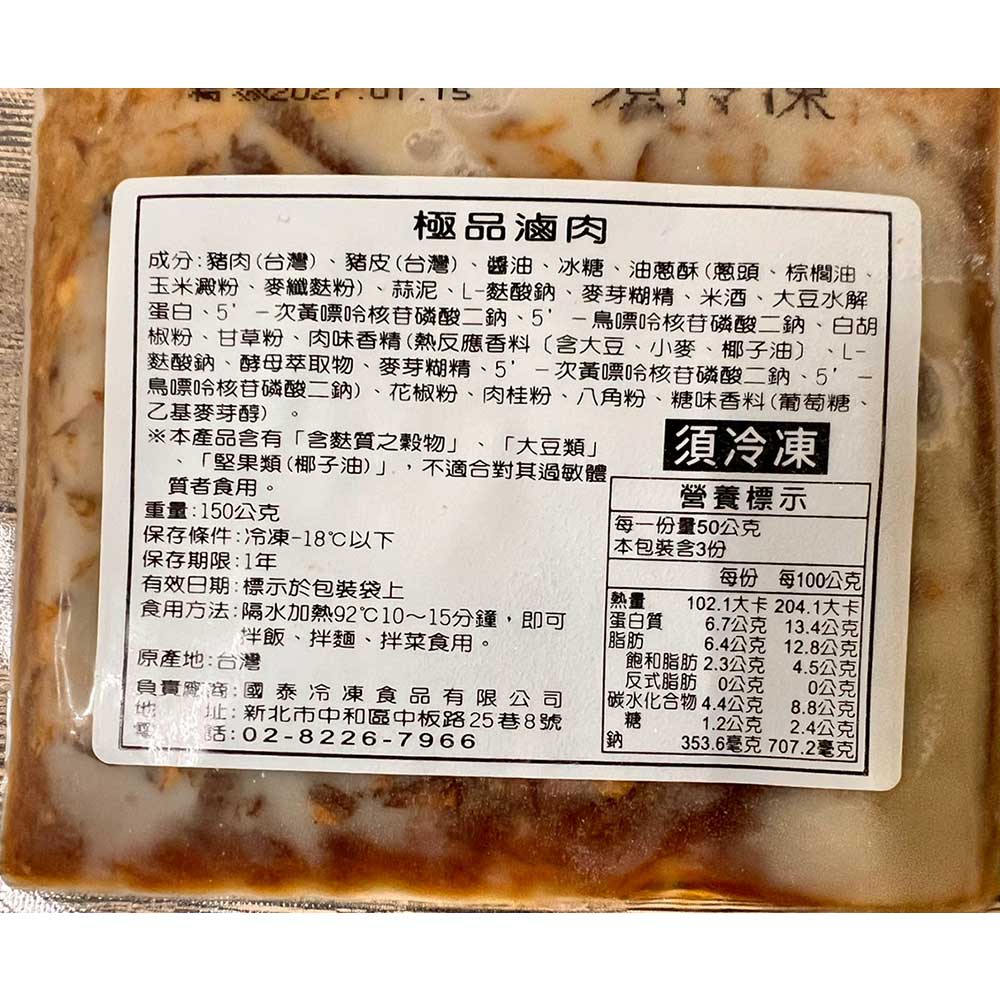 2027.01.15
須冷凍
極品滷肉
成分:豬肉(台灣)、豬皮(台灣)、醬油、冰糖、油蔥酥(蔥頭、棕櫚油、
玉米澱粉、麥纖麩粉)、蒜泥、L-麩酸鈉、麥芽糊精、米酒、大豆水解
蛋白、5'－次黃嘌呤核苷磷酸二鈉、5'－鳥嘌呤核苷磷酸二鈉、白胡
椒粉、甘草粉、肉味香精(熱反應香料〔含大豆、小麥、椰子油〕、L-
麩酸鈉、酵母萃取物、麥芽糊精、5'－次黃嘌呤核苷磷酸二鈉、5'－
鳥嘌呤核苷磷酸二鈉)、花椒粉、肉桂粉、八角粉、糖味香料(葡萄糖、
乙基麥芽醇)。
※本產品含有「含麩質之穀物」、「大豆類」
、「堅果類(椰子油)」，不適合對其過敏體
質者食用。
重量:150公克
保存條件:冷凍-18℃以下
保存期限:1年
有效日期:標示於包裝袋上
食用方法:隔水加熱92℃10～15分鐘，即可
拌飯、拌麵、拌菜食用。
原產地:台灣
負責廠商:國泰冷凍食品有限公司
地址:新北市中和區中板路25巷8號
電話:02-8226-7966
須冷凍
營養標示
每一份量50公克
本包裝含3份
每份 每100公克
熱量 102.1大卡 204.1大卡
蛋白質 6.7公克 13.4公克
脂肪 6.4公克 12.8公克
飽和脂肪 2.3公克 4.5公克
反式脂肪 0公克 0公克
碳水化合物 4.4公克 8.8公克
糖 1.2公克 2.4公克
鈉 353.6毫克 707.2毫克